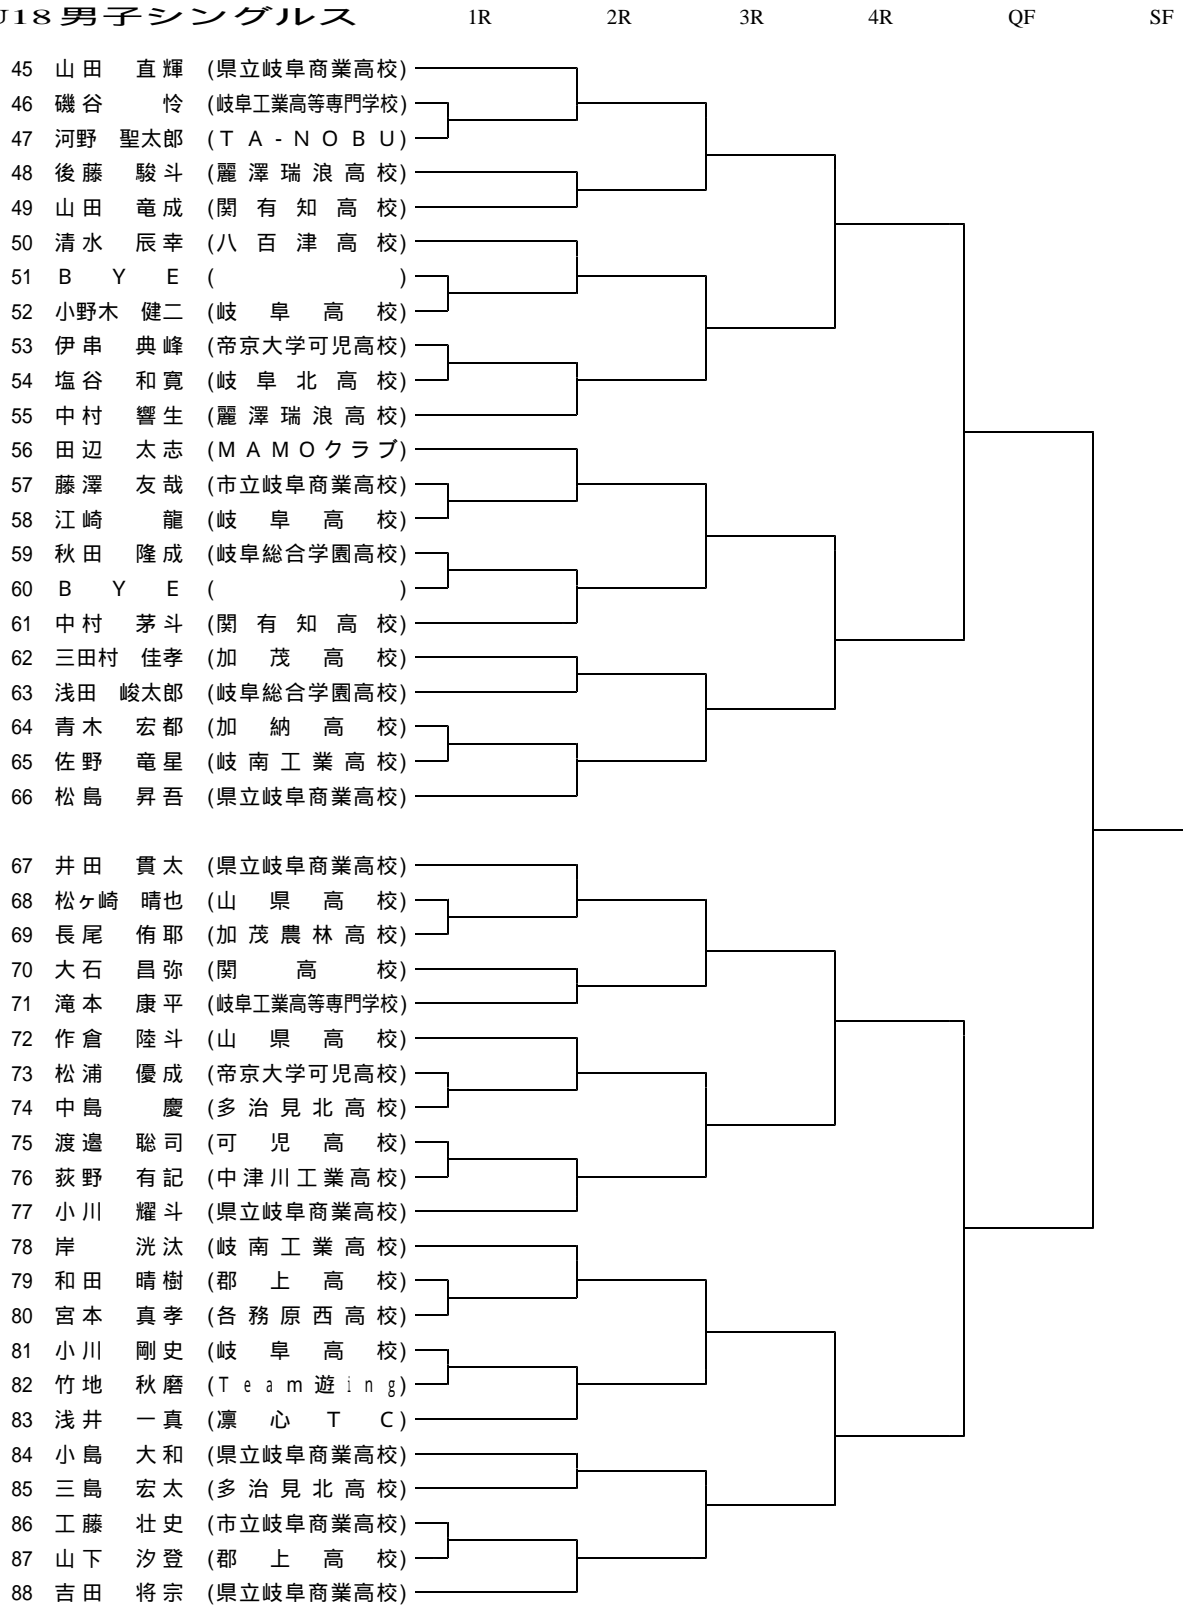 U18男子シングルス 1R 2R 3R 4R QF SF
45 山田 直輝 (県立岐阜商業高校)
46 磯谷 怜 (岐阜工業高等専門学校)
47 河野 聖太郎 (TA-NOBU)
48 後藤 駿斗 (麗澤瑞浪高校)
49 山田 竜成 (関有知高校)
50 清水 辰幸 (八百津高校)
51 BYE ( )
52 小野木 健二 (岐阜高校)
53 伊串 典峰 (帝京大学可児高校)
54 塩谷 和寛 (岐阜北高校)
55 中村 響生 (麗澤瑞浪高校)
56 田辺 太志 (MAMOクラブ)
57 藤澤 友哉 (市立岐阜商業高校)
58 江崎 龍 (岐阜高校)
59 秋田 隆成 (岐阜総合学園高校)
60 BYE ( )
61 中村 茅斗 (関有知高校)
62 三田村 佳孝 (加茂高校)
63 浅田 峻太郎 (岐阜総合学園高校)
64 青木 宏都 (加納高校)
65 佐野 竜星 (岐南工業高校)
66 松島 昇吾 (県立岐阜商業高校)
67 井田 貫太 (県立岐阜商業高校)
68 松ヶ崎 晴也 (山県高校)
69 長尾 侑耶 (加茂農林高校)
70 大石 昌弥 (関高校)
71 滝本 康平 (岐阜工業高等専門学校)
72 作倉 陸斗 (山県高校)
73 松浦 優成 (帝京大学可児高校)
74 中島 慶 (多治見北高校)
75 渡邉 聡司 (可児高校)
76 荻野 有記 (中津川工業高校)
77 小川 耀斗 (県立岐阜商業高校)
78 岸 洸汰 (岐南工業高校)
79 和田 晴樹 (郡上高校)
80 宮本 真孝 (各務原西高校)
81 小川 剛史 (岐阜高校)
82 竹地 秋磨 (Team遊ing)
83 浅井 一真 (凛心TC)
84 小島 大和 (県立岐阜商業高校)
85 三島 宏太 (多治見北高校)
86 工藤 壮史 (市立岐阜商業高校)
87 山下 汐登 (郡上高校)
88 吉田 将宗 (県立岐阜商業高校)